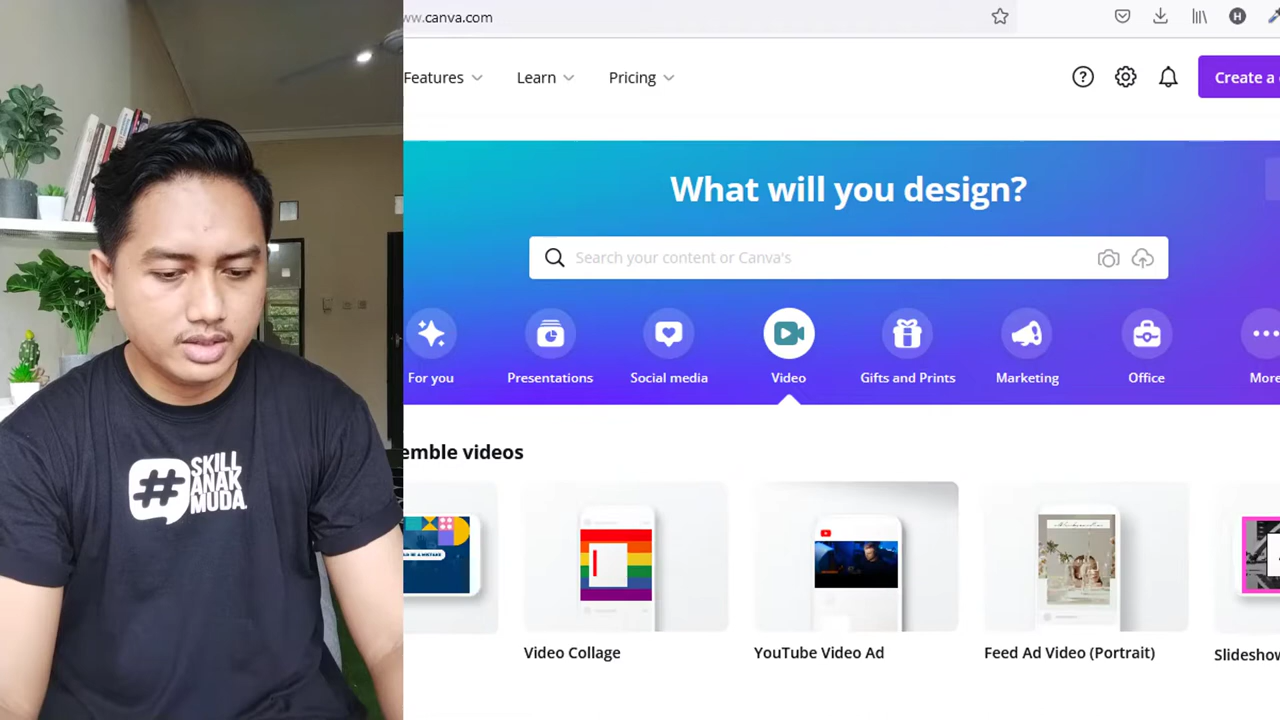 ww.canva.com
Features
Learn
Pricing
Create a
What will you design?
Search your content or Canva's
For you
Presentations
Social media
Video
Gifts and Prints
Marketing
Office
More
emble videos
Video Collage
YouTube Video Ad
Feed Ad Video (Portrait)
Slideshow
#
SKILL
ANAK
MUDA
H
BE A MISTAKE